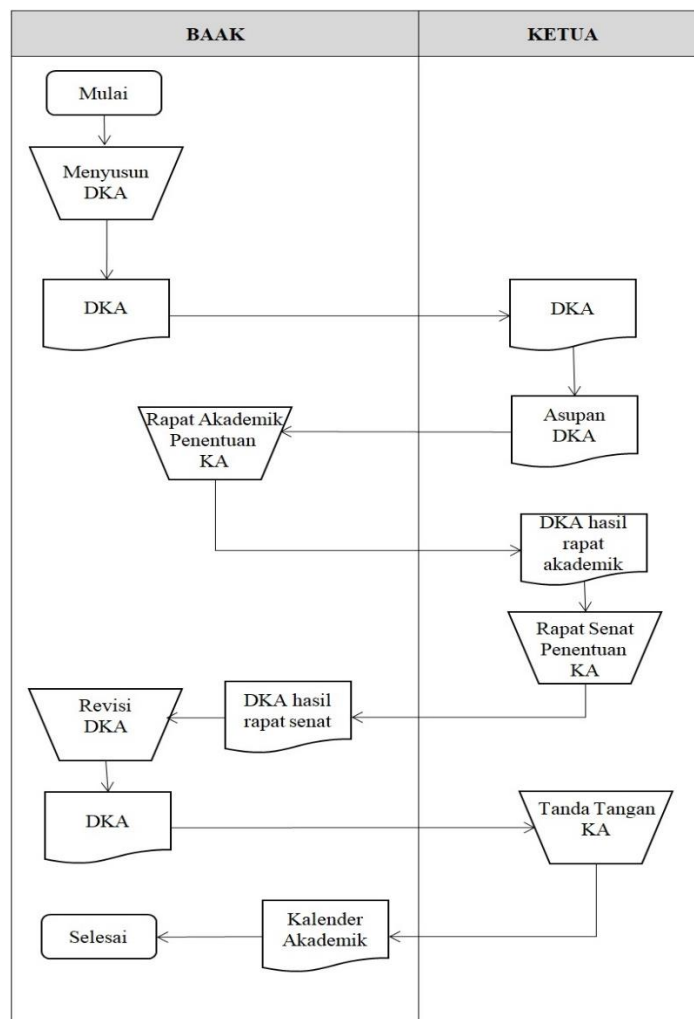 BAAK
KETUA
Mulai
Menyusun
DKA
DKA
DKA
Asupan
DKA
Rapat Akademik
Penentuan
KA
DKA hasil
rapat
akademik
Rapat Senat
Penentuan
KA
DKA hasil
rapat senat
Revisi
DKA
DKA
Tanda Tangan
KA
Kalender
Akademik
Selesai